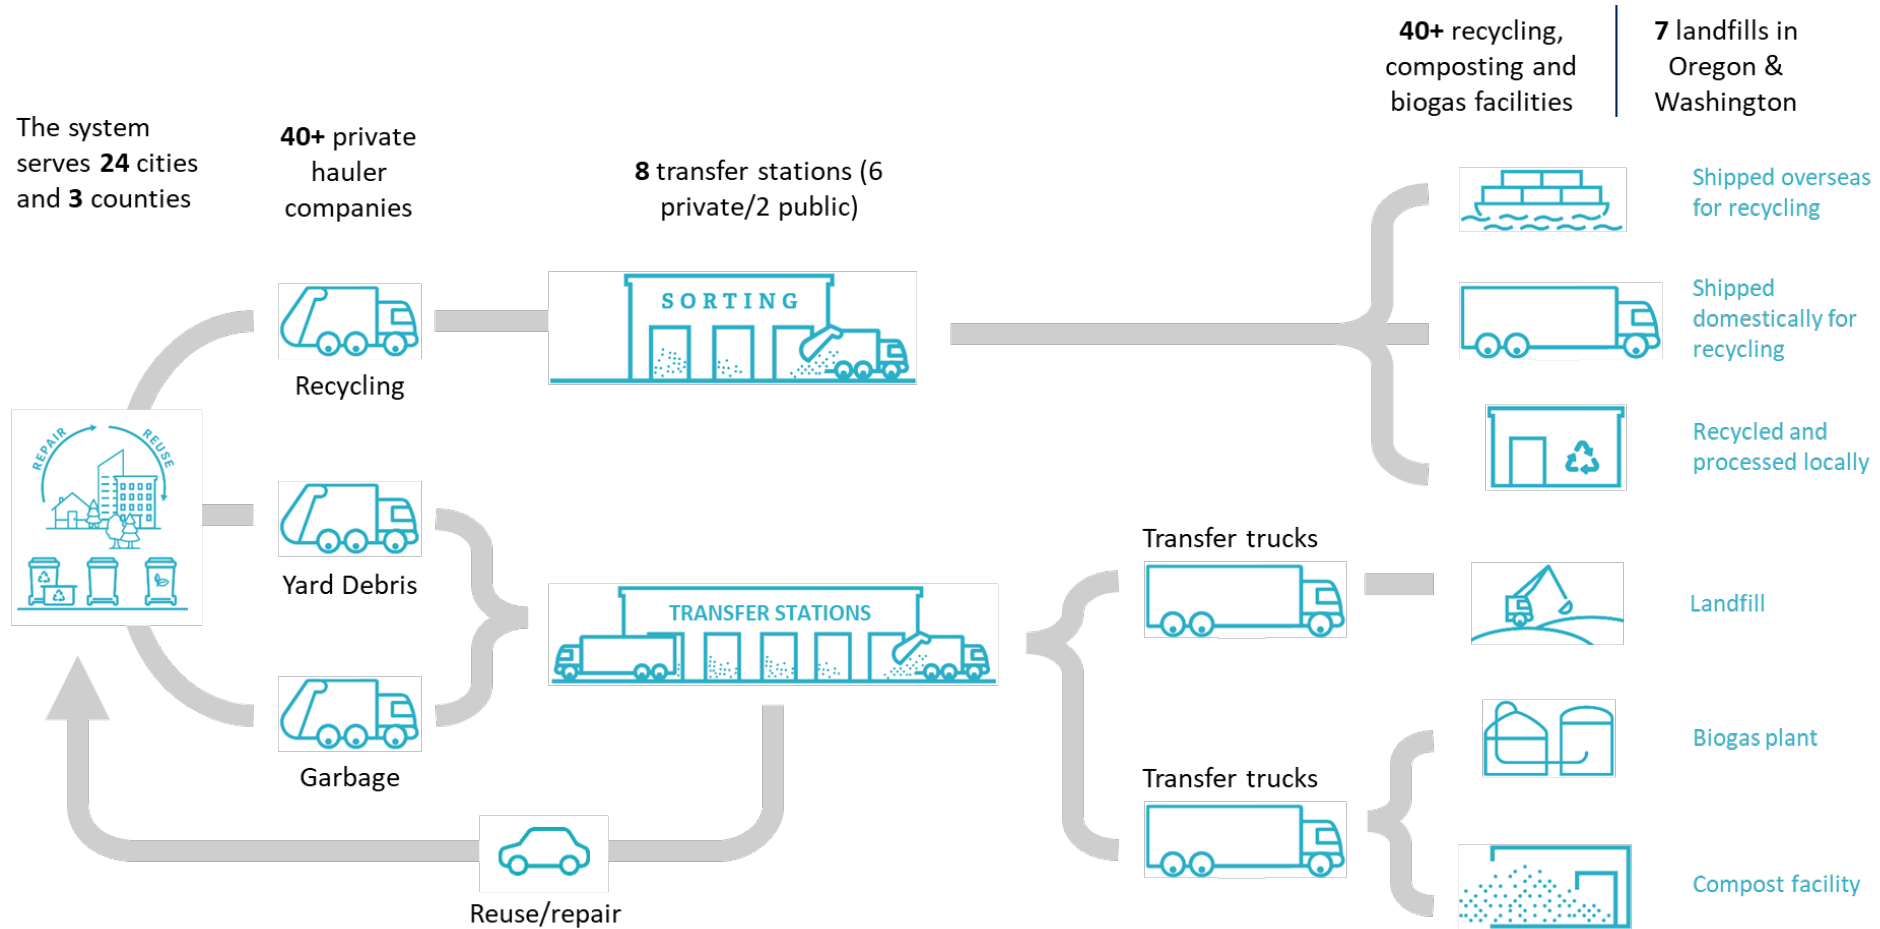 The system
serves 24 cities
and 3 counties
40+ private
hauler
companies
8 transfer stations (6
private/2 public)
40+ recycling,
composting and
biogas facilities
7 landfills in
Oregon &
Washington
SORTING
Recycling
Shipped overseas
for recycling
Shipped
domestically for
recycling
Recycled and
processed locally
REPAIR
REUSE
Yard Debris
Garbage
TRANSFER STATIONS
Transfer trucks
Landfill
Transfer trucks
Biogas plant
Compost facility
Reuse/repair